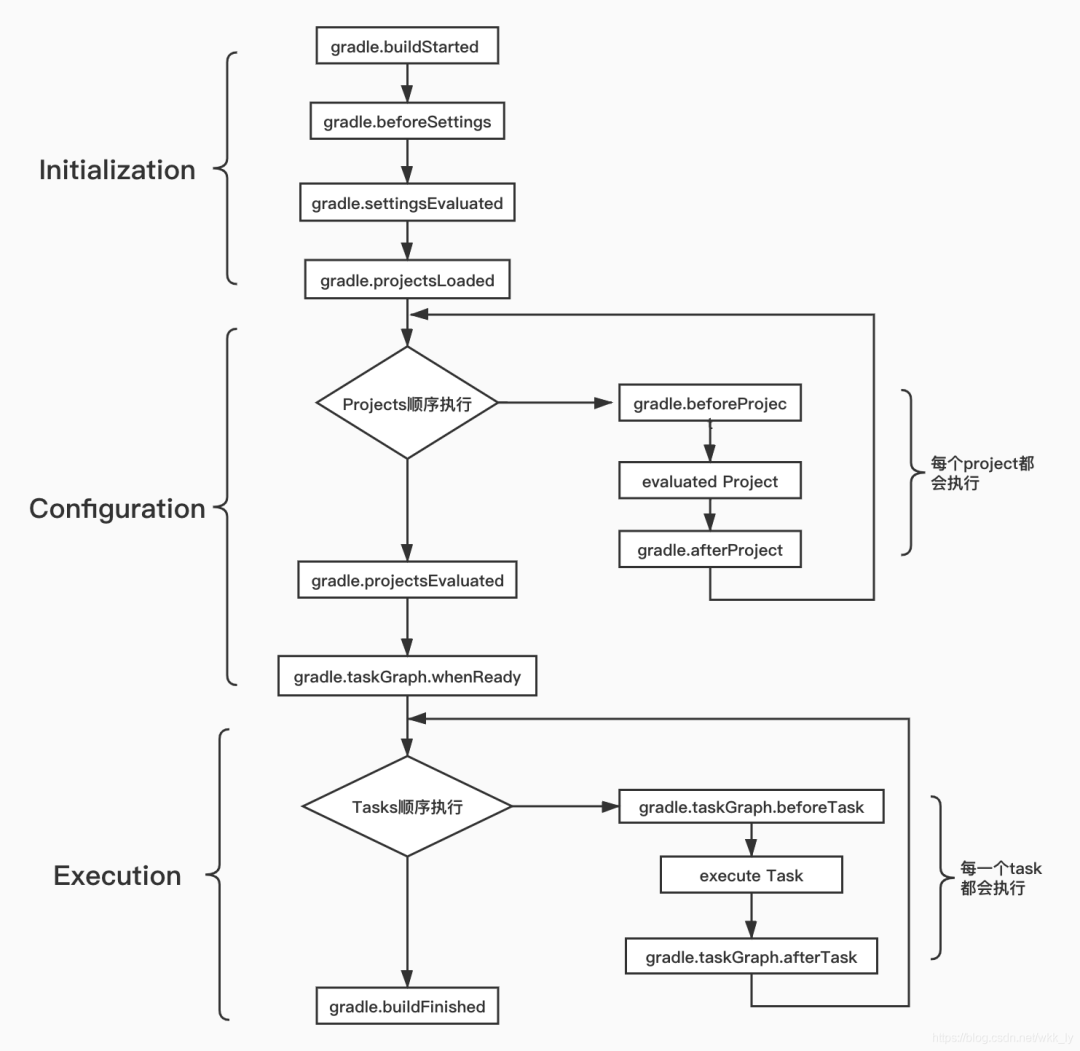 gradle.buildStarted
gradle.beforeSettings
Initialization
gradle.settingsEvaluated
gradle.projectsLoaded
Projects顺序执行
gradle.beforeProjec
每个project都
会执行
evaluated Project
Configuration
gradle.afterProject
gradle.projectsEvaluated
gradle.taskGraph.whenReady
Tasks顺序执行
gradle.taskGraph.beforeTask
Execution
execute Task
每一个task
都会执行
gradle.taskGraph.afterTask
gradle.buildFinished
https://blog.csdn.net/wkk_ly